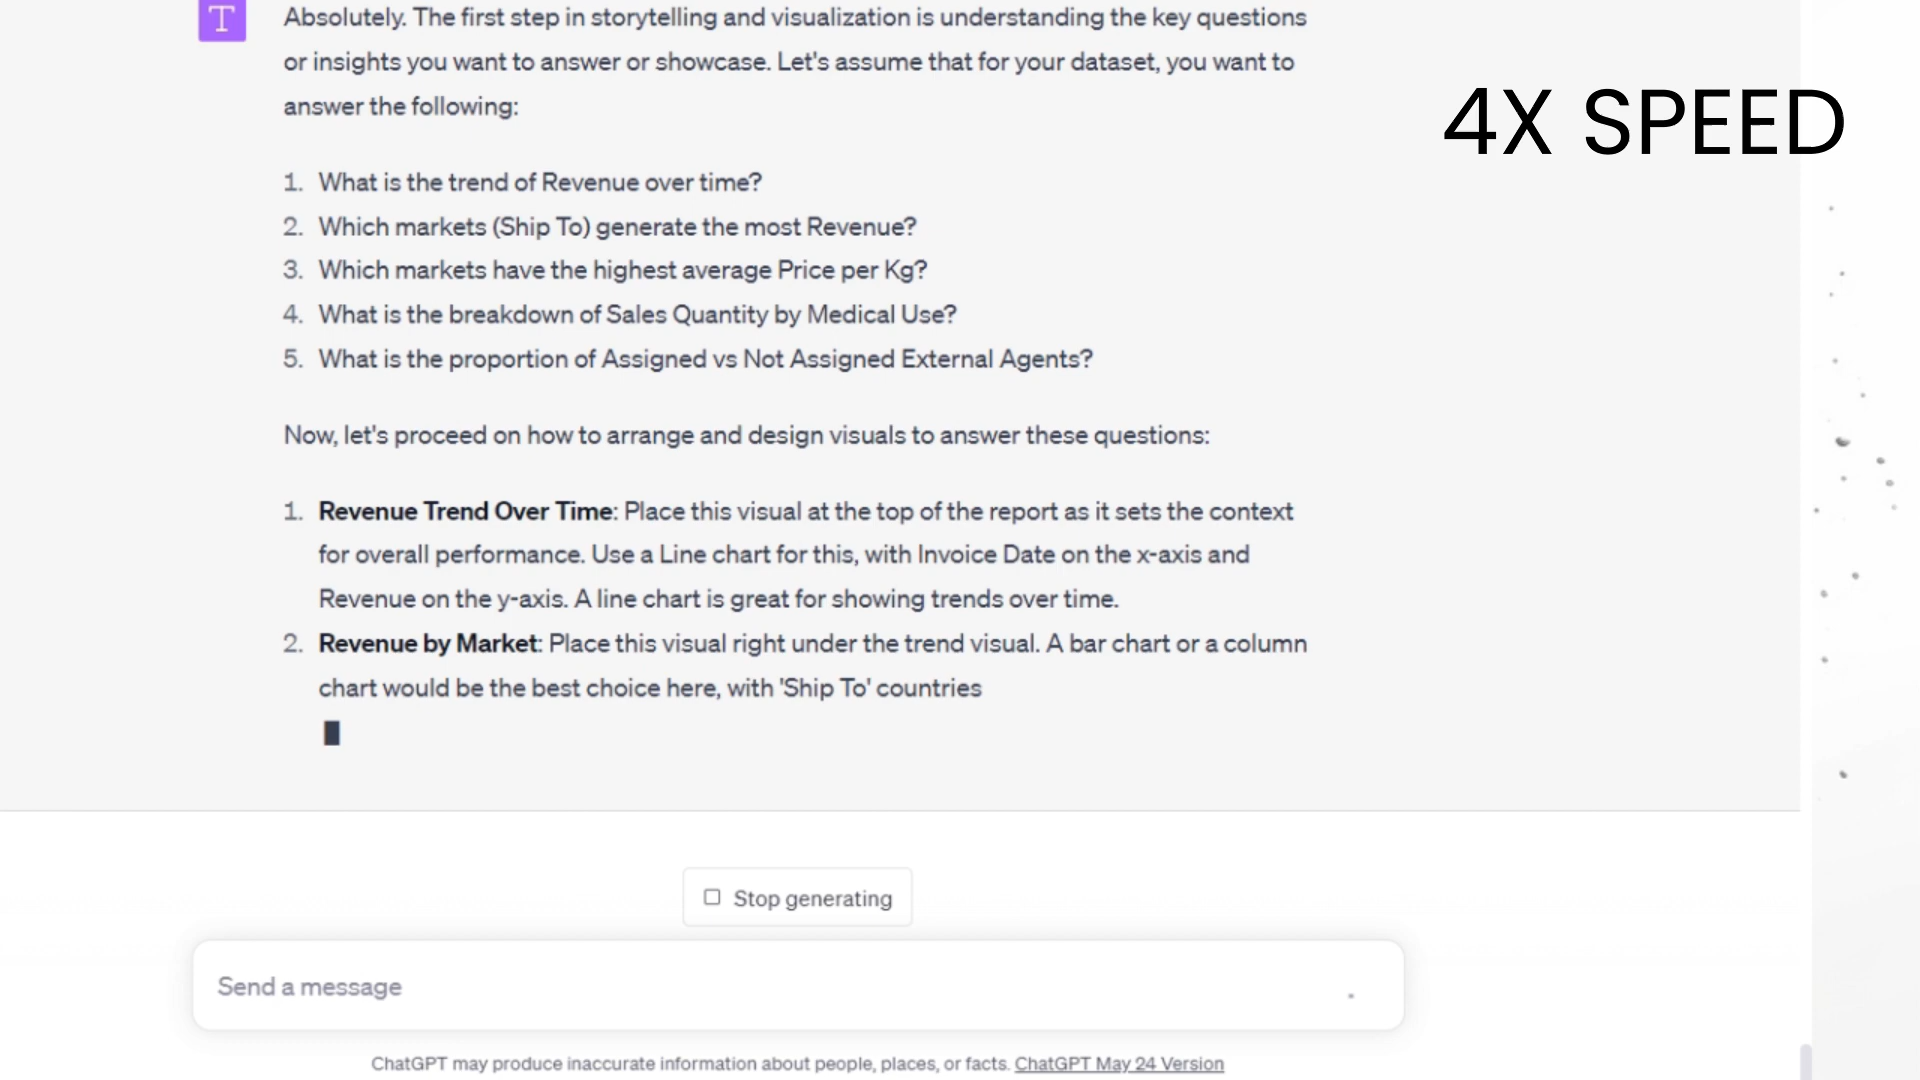 T
Absolutely. The first step in storytelling and visualization is understanding the key questions
or insights you want to answer or showcase. Let's assume that for your dataset, you want to
answer the following:
4X SPEED
1. What is the trend of Revenue over time?
2. Which markets (Ship To) generate the most Revenue?
3. Which markets have the highest average Price per Kg?
4. What is the breakdown of Sales Quantity by Medical Use?
5. What is the proportion of Assigned vs Not Assigned External Agents?
Now, let's proceed on how to arrange and design visuals to answer these questions:
1. Revenue Trend Over Time: Place this visual at the top of the report as it sets the context
for overall performance. Use a Line chart for this, with Invoice Date on the x-axis and
Revenue on the y-axis. A line chart is great for showing trends over time.
2. Revenue by Market: Place this visual right under the trend visual. A bar chart or a column
chart would be the best choice here, with 'Ship To' countries
Stop generating
Send a message
ChatGPT may produce inaccurate information about people, places, or facts. ChatGPT May 24 Version